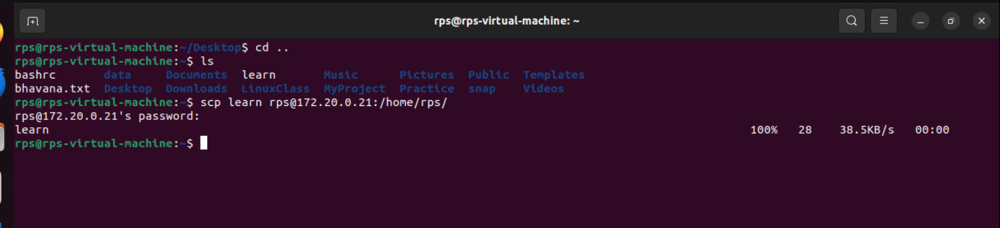 rps@rps-virtual-machine: ~
rps@rps-virtual-machine:~/Desktop$ cd ..
rps@rps-virtual-machine:~$ ls
bashrc data Documents learn Music Pictures Public Templates
bhavana.txt Desktop Downloads LinuxClass MyProject Practice snap Videos
rps@rps-virtual-machine:~$ scp learn rps@172.20.0.21:/home/rps/
rps@172.20.0.21's password:
learn 100% 28 38.5KB/s 00:00
rps@rps-virtual-machine:~$